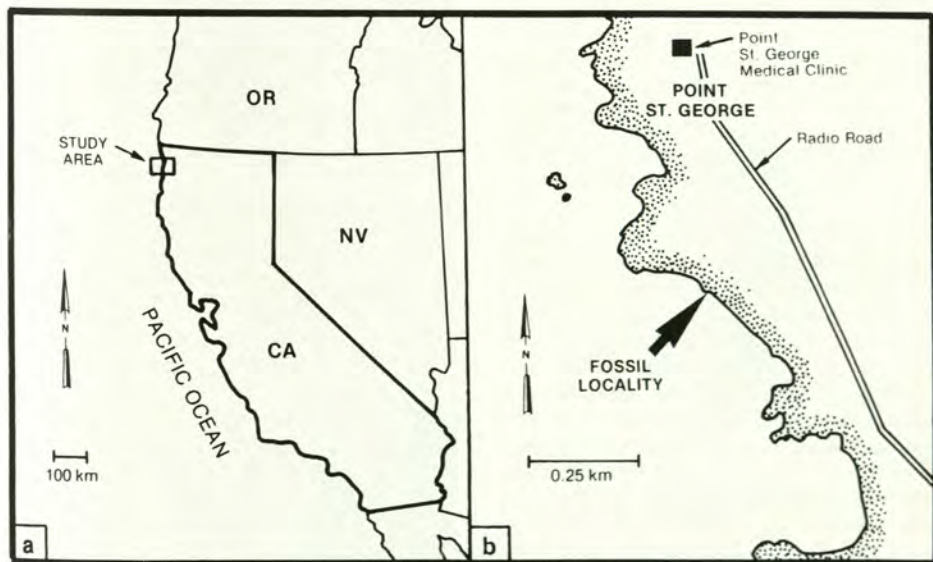 OR
STUDY
AREA
NV
N
CA
PACIFIC OCEAN
100 km
a
Point
St. George
Medical Clinic
POINT
ST. GEORGE
Radio Road
N
FOSSIL
LOCALITY
0.25 km
b